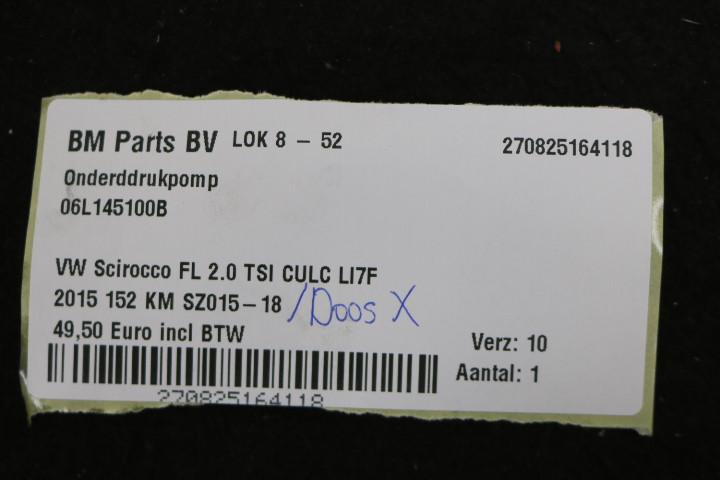 BM Parts BV LOK 8 - 52 270825164118
Onderddrukpomp
06L145100B
VW Scirocco FL 2.0 TSI CULC LI7F
2015 152 KM SZ015-18 /Doos X
49,50 Euro incl BTW
Verz: 10
Aantal: 1
270825164118